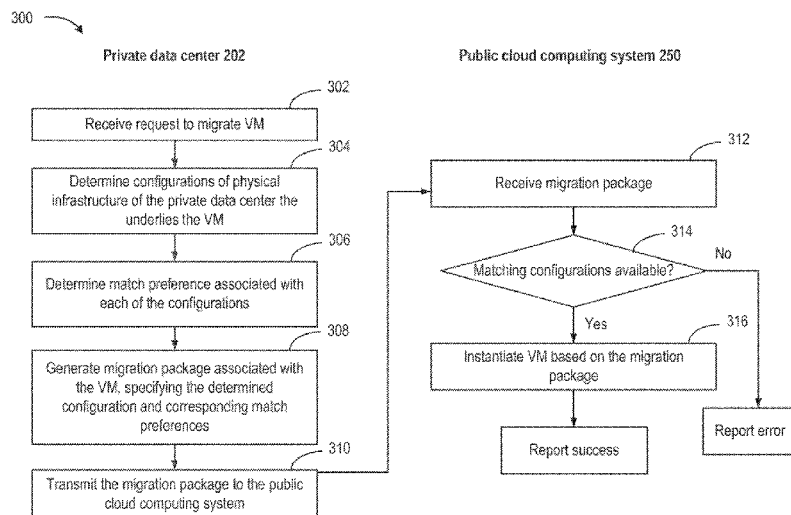 300
Private data center 202
302
Receive request to migrate VM
304
Determine configurations of physical
infrastructure of the private data center the
underlies the VM
306
Determine match preference associated with
each of the configurations
308
Generate migration package associated with
the VM, specifying the determined
configuration and corresponding match
preferences
310
Transmit the migration package to the public
cloud computing system
Public cloud computing system 250
312
Receive migration package
314
Matching configurations available?
No
Yes
316
Instantiate VM based on the migration
package
Report success
Report error